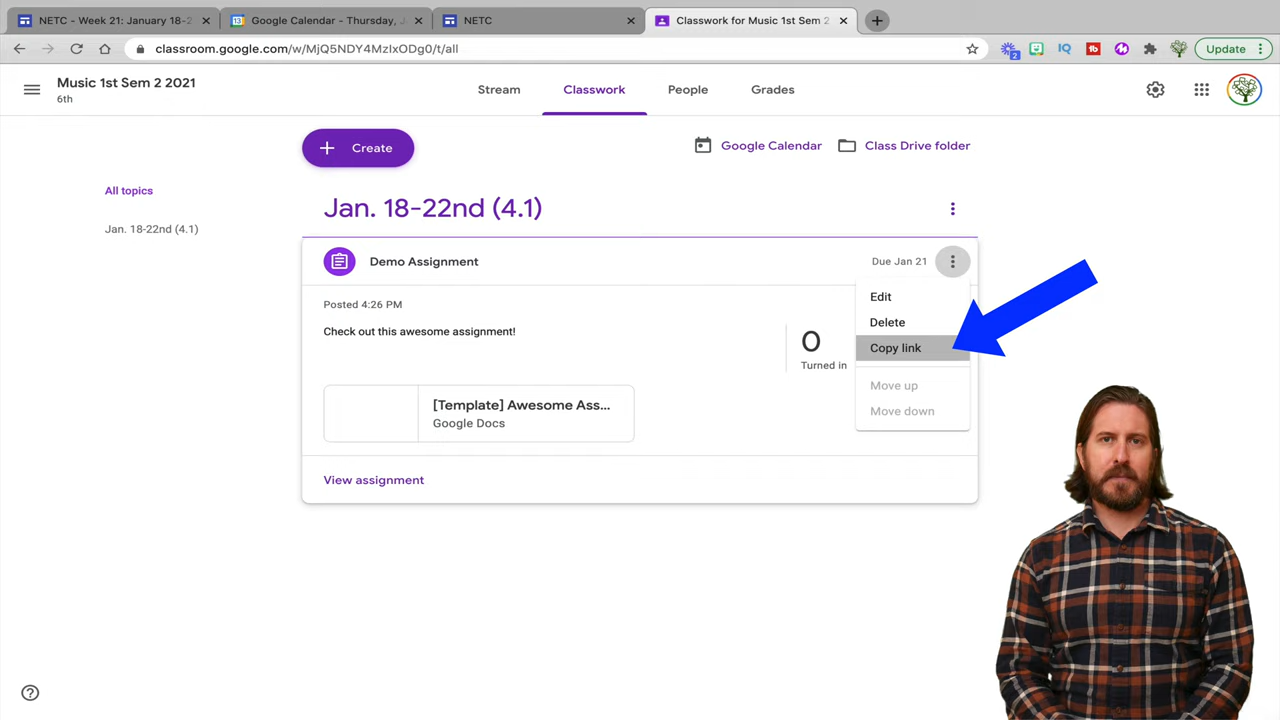 NETC - Week 21: January 18-2
Google Calendar - Thursday, J
NETC
Classwork for Music 1st Sem 2
classroom.google.com/w/MjQ5NDY4MzIxODg0/t/all
2
IQ
Update
Music 1st Sem 2 2021
6th
Stream
Classwork
People
Grades
Create
Google Calendar
Class Drive folder
All topics
Jan. 18-22nd (4.1)
Jan. 18-22nd (4.1)
Demo Assignment
Due Jan 21
Posted 4:26 PM
Check out this awesome assignment!
0
Turned in
Edit
Delete
Copy link
Move up
Move down
[Template] Awesome Ass...
Google Docs
View assignment